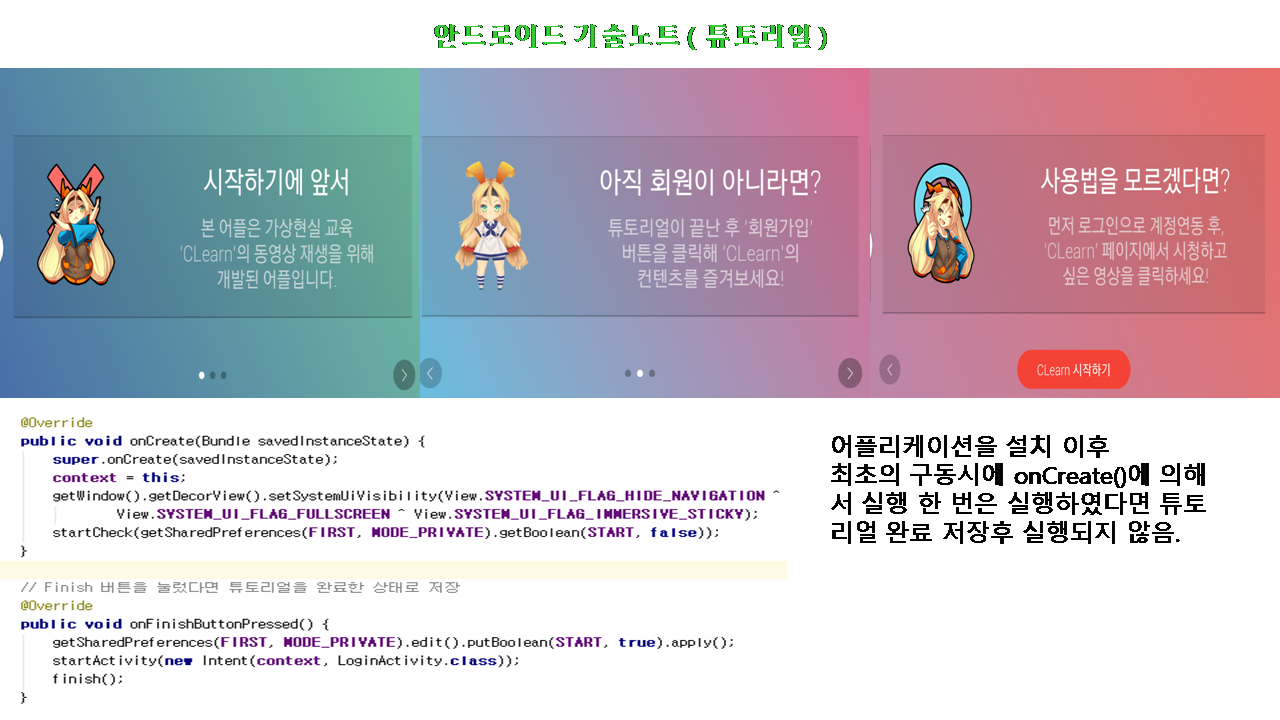 안드로이드 기술노트 ( 튜토리얼 )
시작하기에 앞서
본 어플은 가상현실 교육
'CLearn'의 동영상 재생을 위해
개발된 어플입니다.
아직 회원이 아니라면?
튜토리얼이 끝난 후 '회원가입'
버튼을 클릭해 'CLearn'의
컨텐츠를 즐겨보세요!
사용법을 모르겠다면?
먼저 로그인으로 계정연동 후,
'CLearn' 페이지에서 시청하고
싶은 영상을 클릭하세요!
CLearn 시작하기
@Override
public void onCreate(Bundle savedInstanceState) {
super.onCreate(savedInstanceState);
context = this;
getWindow().getDecorView().setSystemUiVisibility(View.SYSTEM_UI_FLAG_HIDE_NAVIGATION ^
View.SYSTEM_UI_FLAG_FULLSCREEN ^ View.SYSTEM_UI_FLAG_IMMERSIVE_STICKY);
startCheck(getSharedPreferences(FIRST, MODE_PRIVATE).getBoolean(START, false));
}
// Finish 버튼을 눌렀다면 튜토리얼을 완료한 상태로 저장
@Override
public void onFinishButtonPressed() {
getSharedPreferences(FIRST, MODE_PRIVATE).edit().putBoolean(START, true).apply();
startActivity(new Intent(context, LoginActivity.class));
finish();
}
어플리케이션을 설치 이후
최초의 구동시에 onCreate()에 의해
서 실행 한 번은 실행하였다면 튜토
리얼 완료 저장후 실행되지 않음.